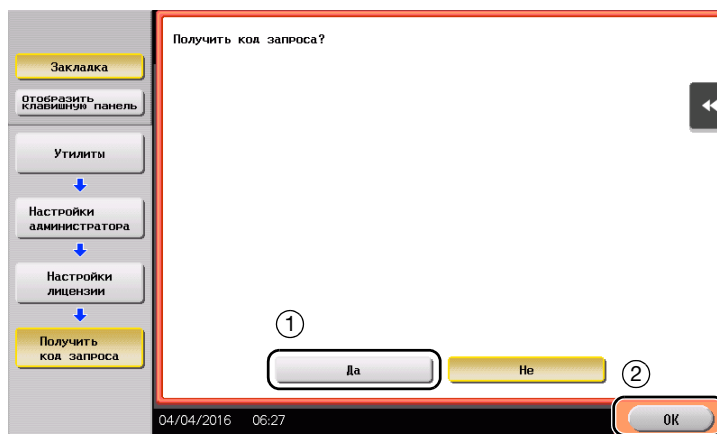 Получить код запроса?
Закладка
Отобразить
клавишную панель
Утилиты
Настройки
администратора
Настройки
лицензии
Получить
код запроса
1
Да
Не
2
04/04/2016 06:27
OK